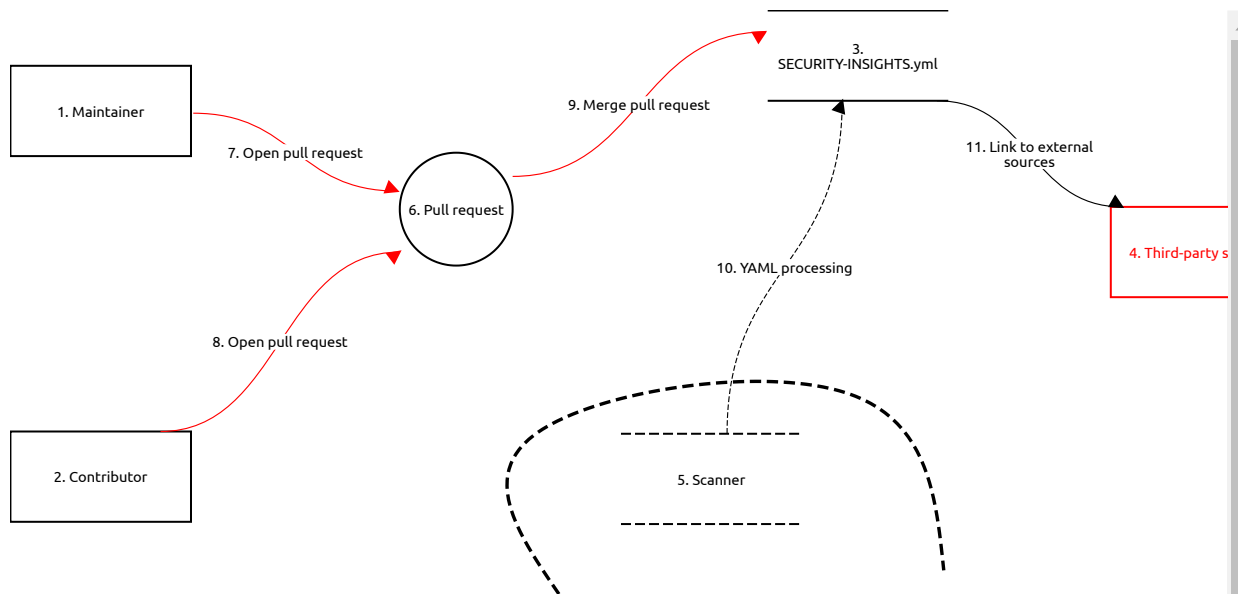 1. Maintainer
7. Open pull request
6. Pull request
9. Merge pull request
3.
SECURITY-INSIGHTS.yml
11. Link to external
sources
4. Third-party s
10. YAML processing
8. Open pull request
2. Contributor
5. Scanner